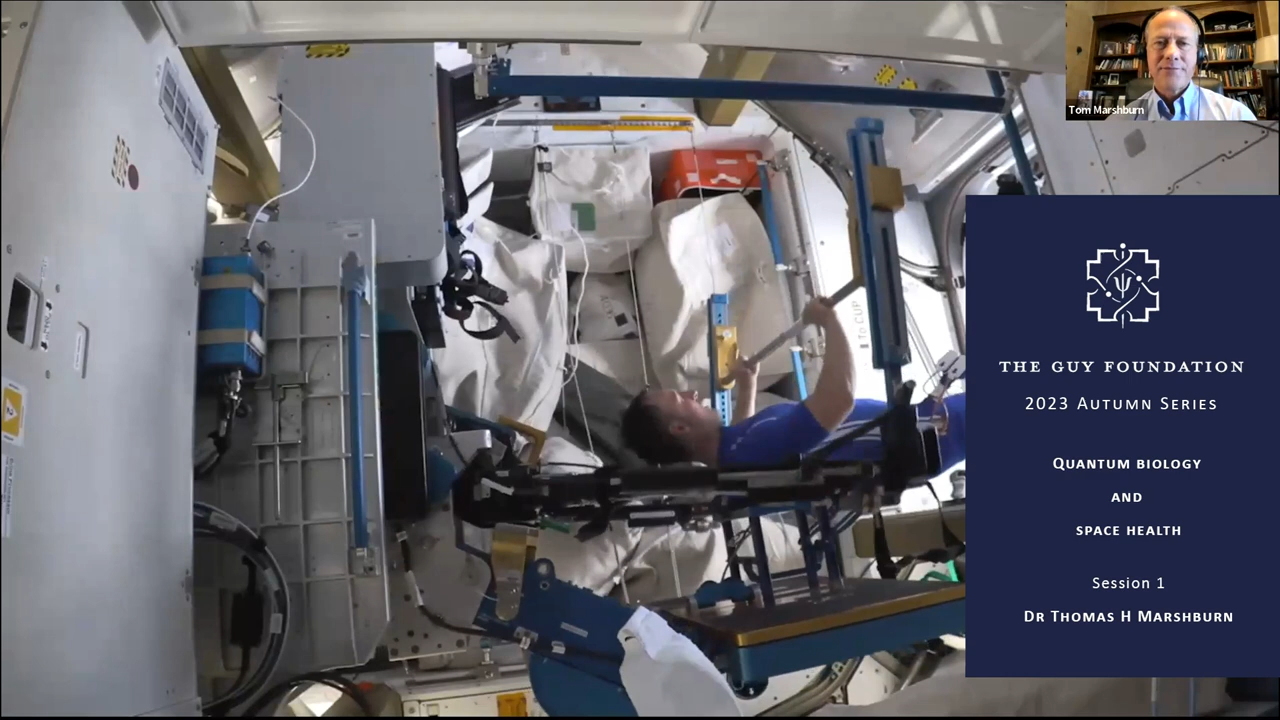 Tom Marshburn
THE GUY FOUNDATION
2023 AUTUMN SERIES
QUANTUM BIOLOGY
AND
SPACE HEALTH
Session 1
DR THOMAS H MARSHBURN